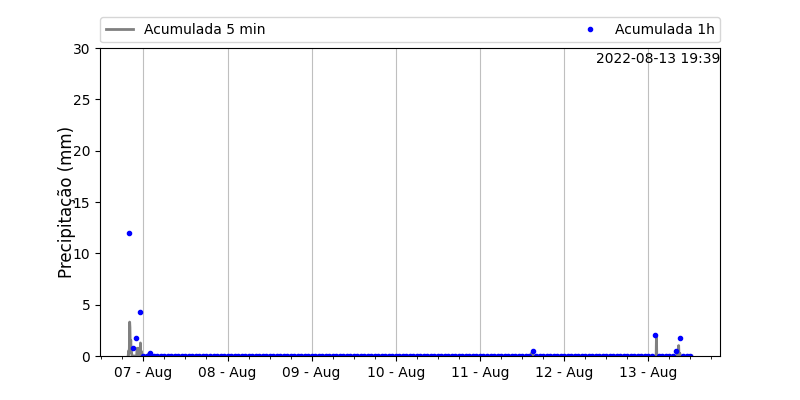 Acumulada 5 min
Acumulada 1h
2022-08-13 19:39
Precipitação (mm)
30
25
20
15
10
5
0
07 - Aug
08 - Aug
09 - Aug
10 - Aug
11 - Aug
12 - Aug
13 - Aug